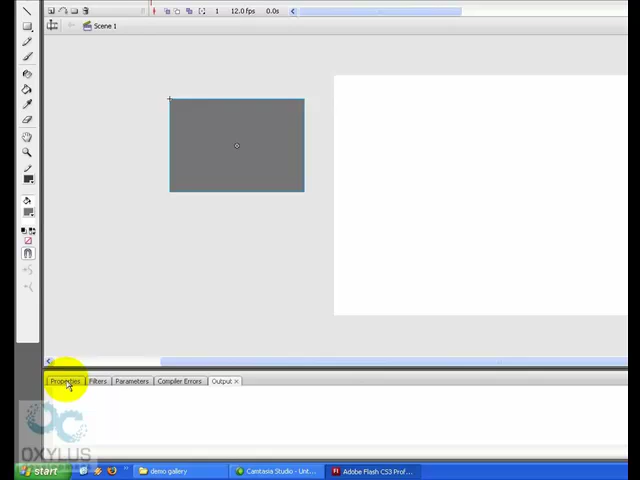 1 12.0 fps 0.0s
Scene 1
Properties Filters Parameters Compiler Errors Output ×
OXYLUS
start demo gallery Camtasia Studio - Unt... Adobe Flash CS3 Prof...